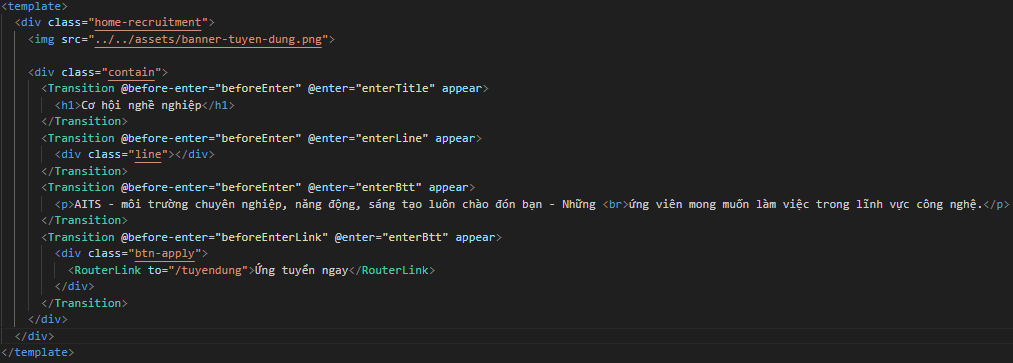 <template>
<div class="home-recruitment">
<img src="../../assets/banner-tuyen-dung.png">
<div class="contain">
<Transition @before-enter="beforeEnter" @enter="enterTitle" appear>
<h1>Cơ hội nghề nghiệp</h1>
</Transition>
<Transition @before-enter="beforeEnter" @enter="enterLine" appear>
<div class="line"></div>
</Transition>
<Transition @before-enter="beforeEnter" @enter="enterBtt" appear>
<p>AITS - môi trường chuyên nghiệp, năng động, sáng tạo luôn chào đón bạn - Những <br>ứng viên mong muốn làm việc trong lĩnh vực công nghệ.</p>
</Transition>
<Transition @before-enter="beforeEnterLink" @enter="enterBtt" appear>
<div class="btn-apply">
<RouterLink to="/tuyendung">Ứng tuyển ngay</RouterLink>
</div>
</Transition>
</div>
</div>
</template>